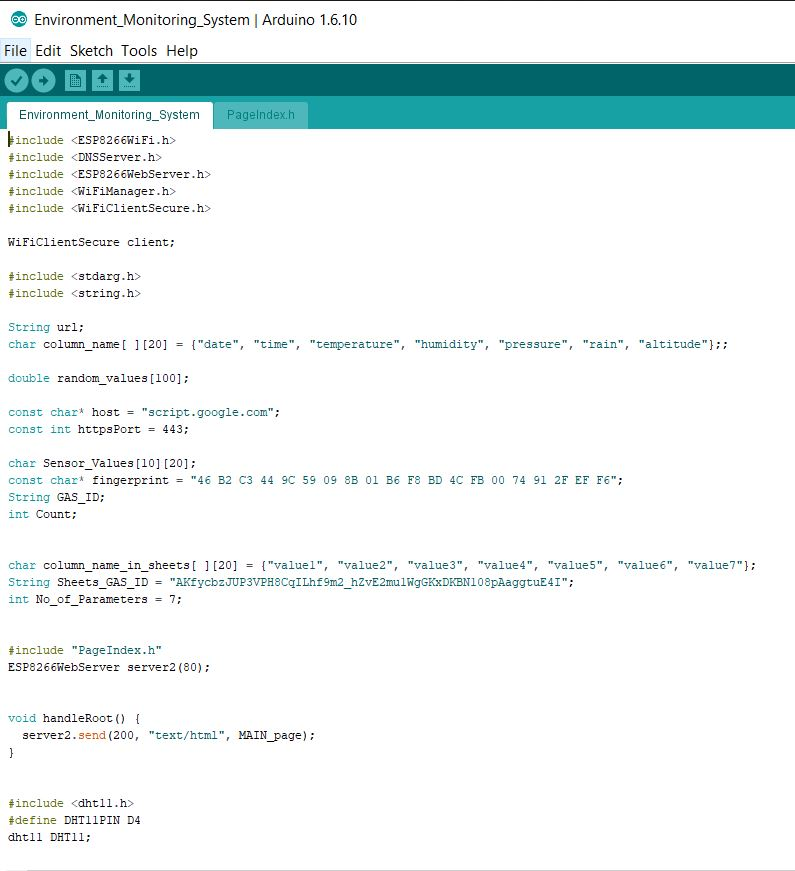 Environment_Monitoring_System | Arduino 1.6.10
File Edit Sketch Tools Help
Environment_Monitoring_System PageIndex.h
#include <ESP8266WiFi.h>
#include <DNSServer.h>
#include <ESP8266WebServer.h>
#include <WiFiManager.h>
#include <WiFiClientSecure.h>
WiFiClientSecure client;
#include <stdarg.h>
#include <string.h>
String url;
char column_name[ ][20] = {"date", "time", "temperature", "humidity", "pressure", "rain", "altitude"};;
double random_values[100];
const char* host = "script.google.com";
const int httpsPort = 443;
char Sensor_Values[10][20];
const char* fingerprint = "46 B2 C3 44 9C 59 09 8B 01 B6 F8 BD 4C FB 00 74 91 2F EF F6";
String GAS_ID;
int Count;
char column_name_in_sheets[ ][20] = {"value1", "value2", "value3", "value4", "value5", "value6", "value7"};
String Sheets_GAS_ID = "AKfycbzJUP3VPH8CqILhf9m2_hZvE2mu1WgGKxDKBN108pAaggtuE4I";
int No_of_Parameters = 7;
#include "PageIndex.h"
ESP8266WebServer server2(80);
void handleRoot() {
server2.send(200, "text/html", MAIN_page);
}
#include <dht11.h>
#define DHT11PIN D4
dht11 DHT11;